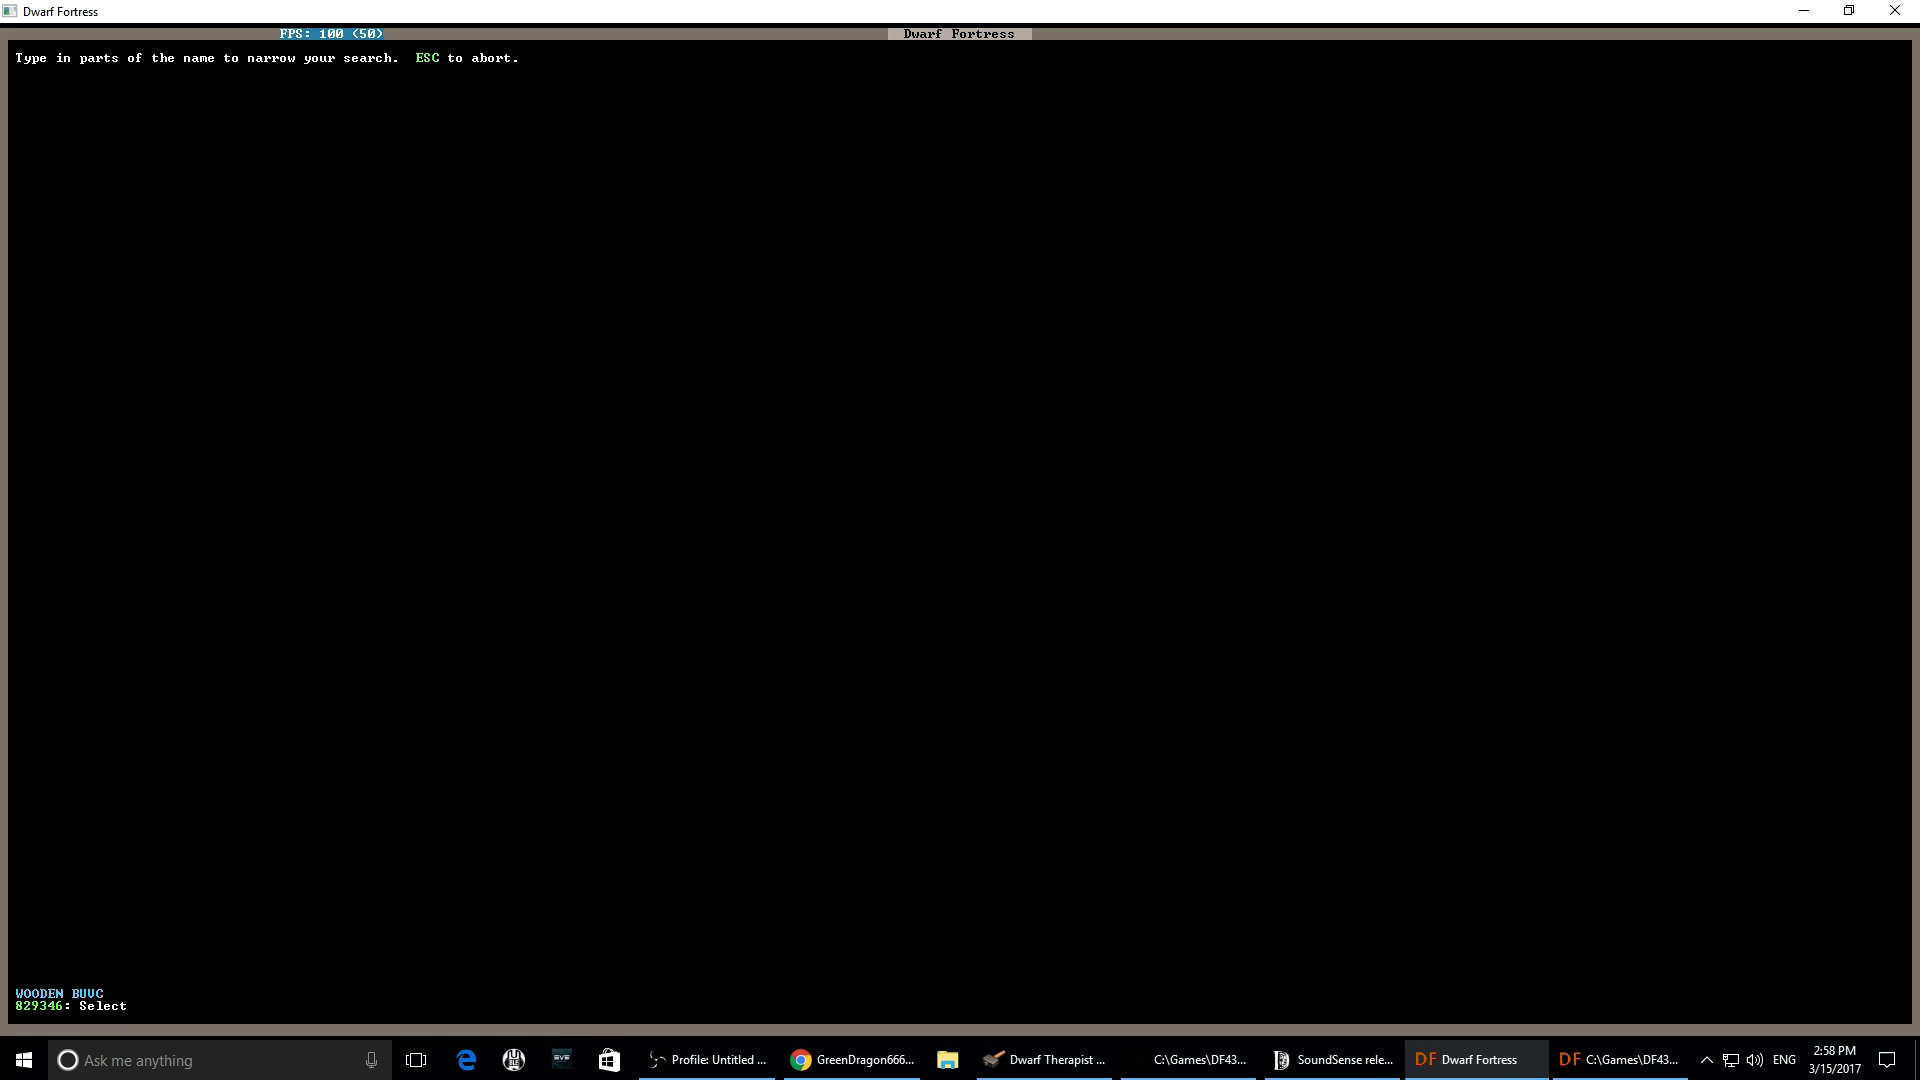 Dwarf Fortress
FPS: 100 (50)
Dwarf Fortress
Type in parts of the name to narrow your search. ESC to abort.
WOODEN BUVC
829346: Select
Ask me anything
EVE
Profile: Untitled ...
GreenDragon666...
Dwarf Therapist ...
C:\Games\DF43...
SoundSense rele...
DF Dwarf Fortress
DF C:\Games\DF43...
ENG
2:58 PM
3/15/2017